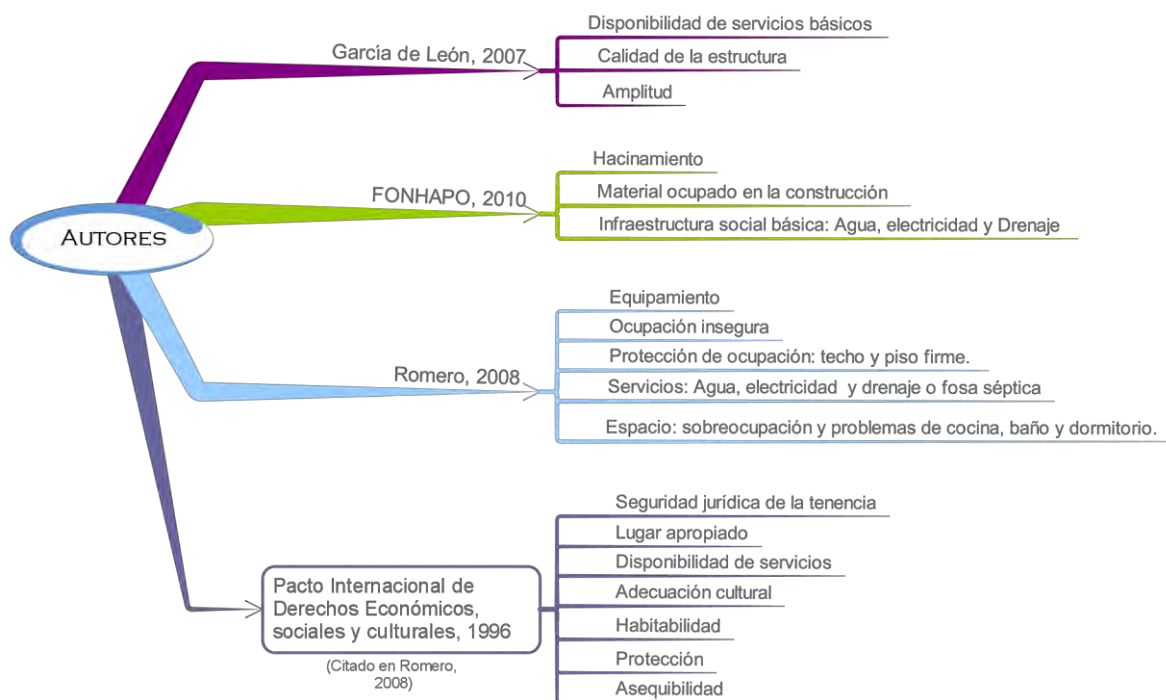 AUTORES
García de León, 2007
Disponibilidad de servicios básicos
Calidad de la estructura
Amplitud
FONHAPO, 2010
Hacinamiento
Material ocupado en la construcción
Infraestructura social básica: Agua, electricidad y Drenaje
Romero, 2008
Equipamiento
Ocupación insegura
Protección de ocupación: techo y piso firme.
Servicios: Agua, electricidad y drenaje o fosa séptica
Espacio: sobreocupación y problemas de cocina, baño y dormitorio.
Pacto Internacional de
Derechos Económicos,
sociales y culturales, 1996
(Citado en Romero,
2008)
Seguridad jurídica de la tenencia
Lugar apropiado
Disponibilidad de servicios
Adecuación cultural
Habitabilidad
Protección
Asequibilidad